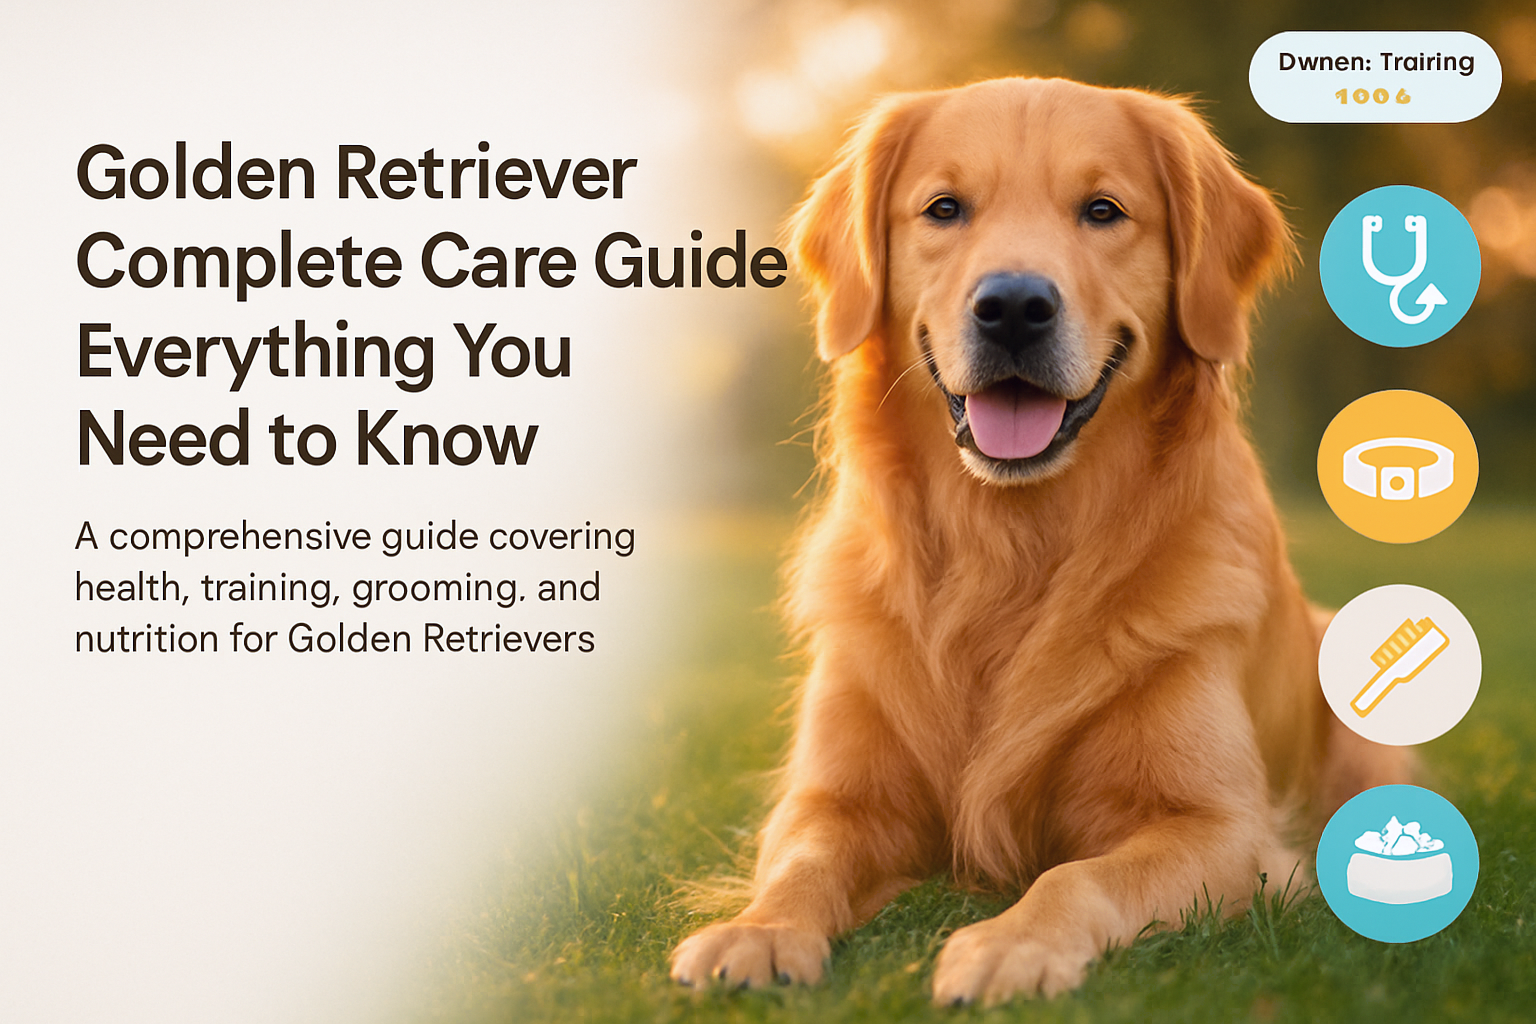 Golden Retriever
Complete Care Guide
Everything You
Need to Know
A comprehensive guide covering
health, training, grooming. and
nutrition for Golden Retrievers
Dwnen: Trairing
1006